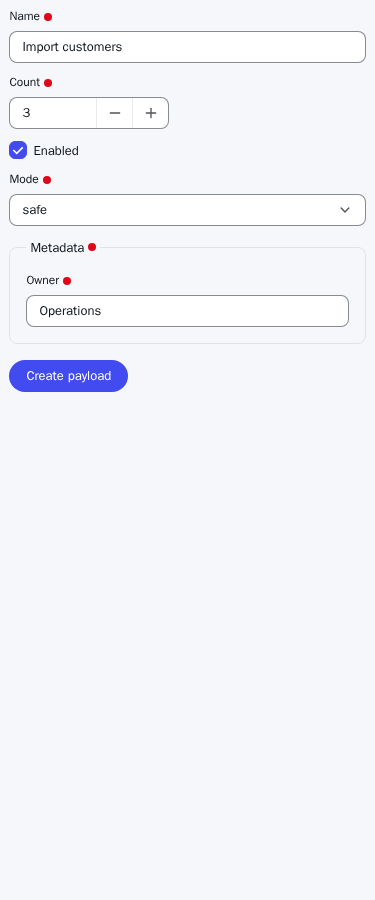 Name
Import customers
Count
3
Enabled
Mode
safe
Metadata
Owner
Operations
Create payload